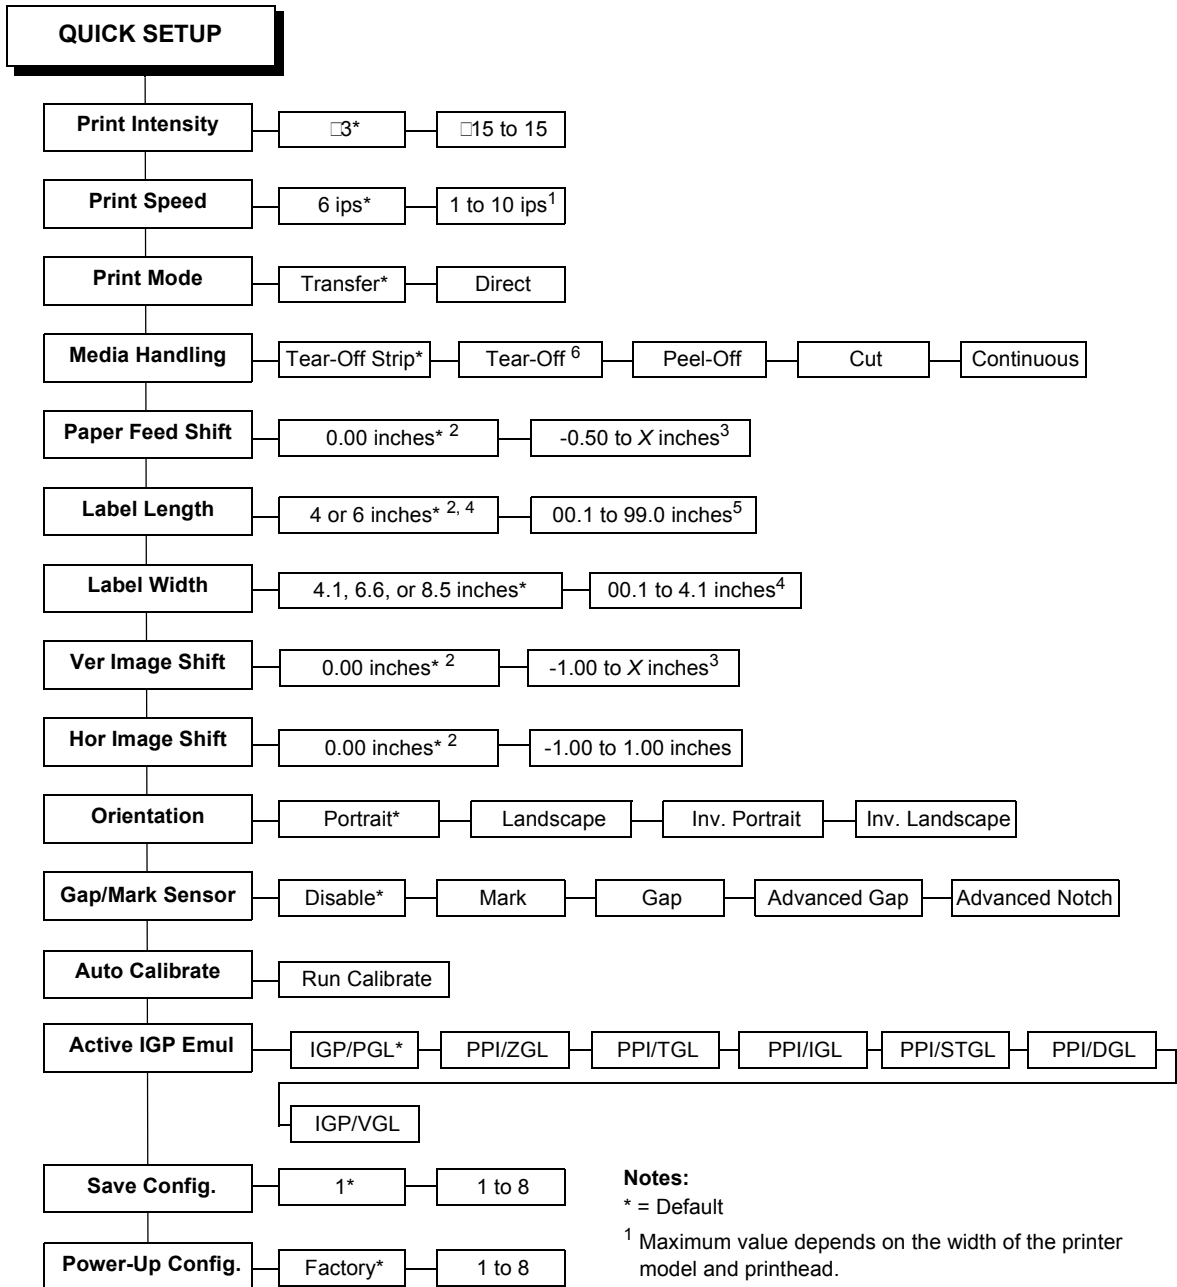 QUICK SETUP
Print Intensity □3* □15 to 15
Print Speed 6 ips* 1 to 10 ips¹
Print Mode Transfer* Direct
Media Handling Tear-Off Strip* Tear-Off ⁶ Peel-Off Cut Continuous
Paper Feed Shift 0.00 inches* ² -0.50 to X inches³
Label Length 4 or 6 inches* ²˒ ⁴ 00.1 to 99.0 inches⁵
Label Width 4.1, 6.6, or 8.5 inches* 00.1 to 4.1 inches⁴
Ver Image Shift 0.00 inches* ² -1.00 to X inches³
Hor Image Shift 0.00 inches* ² -1.00 to 1.00 inches
Orientation Portrait* Landscape Inv. Portrait Inv. Landscape
Gap/Mark Sensor Disable* Mark Gap Advanced Gap Advanced Notch
Auto Calibrate Run Calibrate
Active IGP Emul IGP/PGL* PPI/ZGL PPI/TGL PPI/IGL PPI/STGL PPI/DGL
IGP/VGL
Save Config. 1* 1 to 8
Power-Up Config. Factory* 1 to 8
Notes:
* = Default
¹ Maximum value depends on the width of the printer
model and printhead.